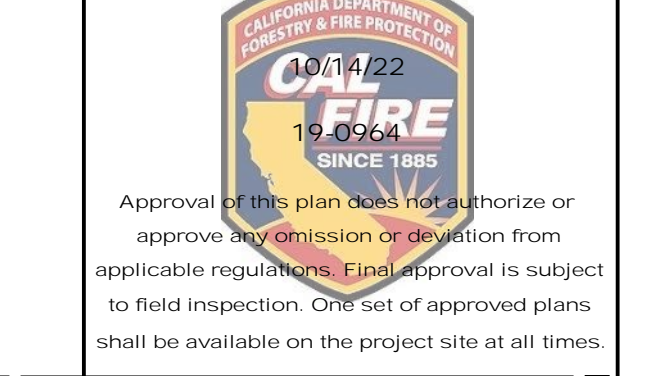 CALIFORNIA DEPARTMENT OF
FORESTRY & FIRE PROTECTION
10/14/22
CAL
FIRE
19-0964
SINCE 1885
Approval of this plan does not authorize or
approve any omission or deviation from
applicable regulations. Final approval is subject
to field inspection. One set of approved plans
shall be available on the project site at all times.